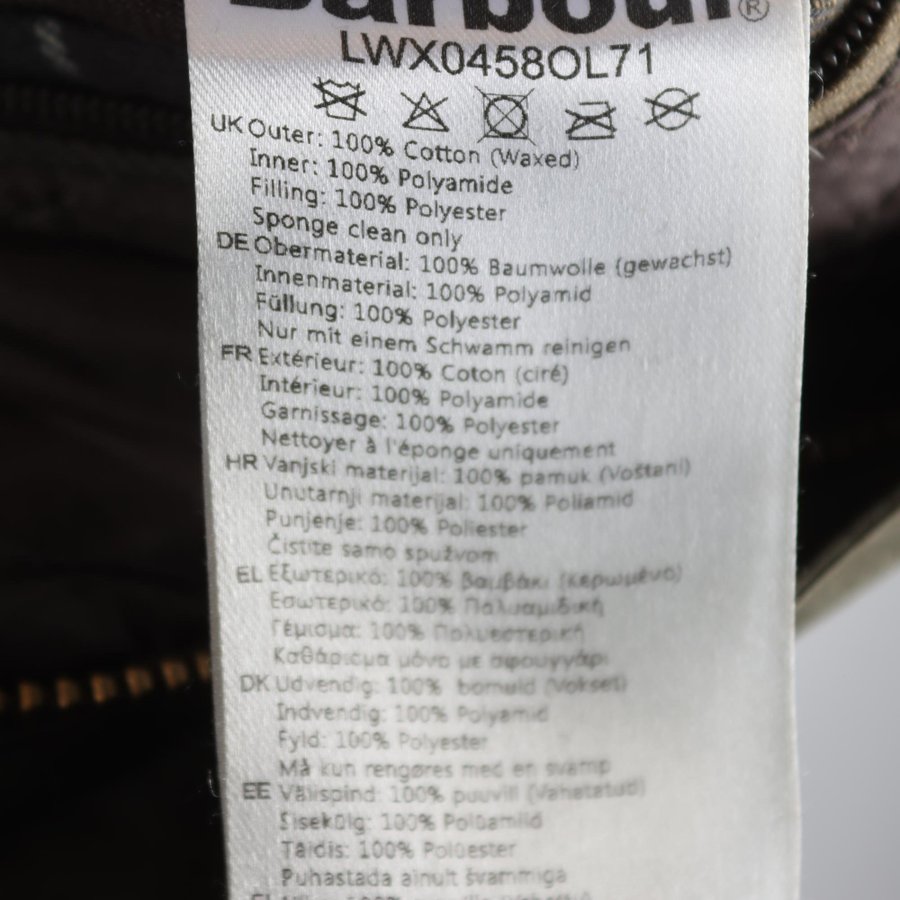 Barbour®
LWX0458OL71
UK Outer: 100% Cotton (Waxed)
Inner: 100% Polyamide
Filling: 100% Polyester
Sponge clean only
DE Obermaterial: 100% Baumwolle (gewachst)
Innenmaterial: 100% Polyamid
Füllung: 100% Polyester
Nur mit einem Schwamm reinigen
FR Extérieur: 100% Coton (ciré)
Intérieur: 100% Polyamide
Garnissage: 100% Polyester
Nettoyer à l'éponge uniquement
HR Vanjski materijal: 100% pamuk (Voštani)
Unutarnji materijal: 100% Poliamid
Punjenje: 100% Poliester
Čistite samo spužvom
EL Εξωτερικό: 100% βαμβάκι (κερωμένο)
Εσωτερικό: 100% Πολυαμιδική
Γέμισμα: 100% Πολυεστερική
Καθάρισμα μόνο με σφουγγάρι
DK Udvendig: 100% bomuld (Vokset)
Indvendig: 100% Polyamid
Fyld: 100% Polyester
Må kun rengøres med en svamp
EE Välispind: 100% puuvill (Vahatatud)
Sisekülg: 100% Polüamiid
Täidis: 100% Polüester
Puhastada ainult švammiga